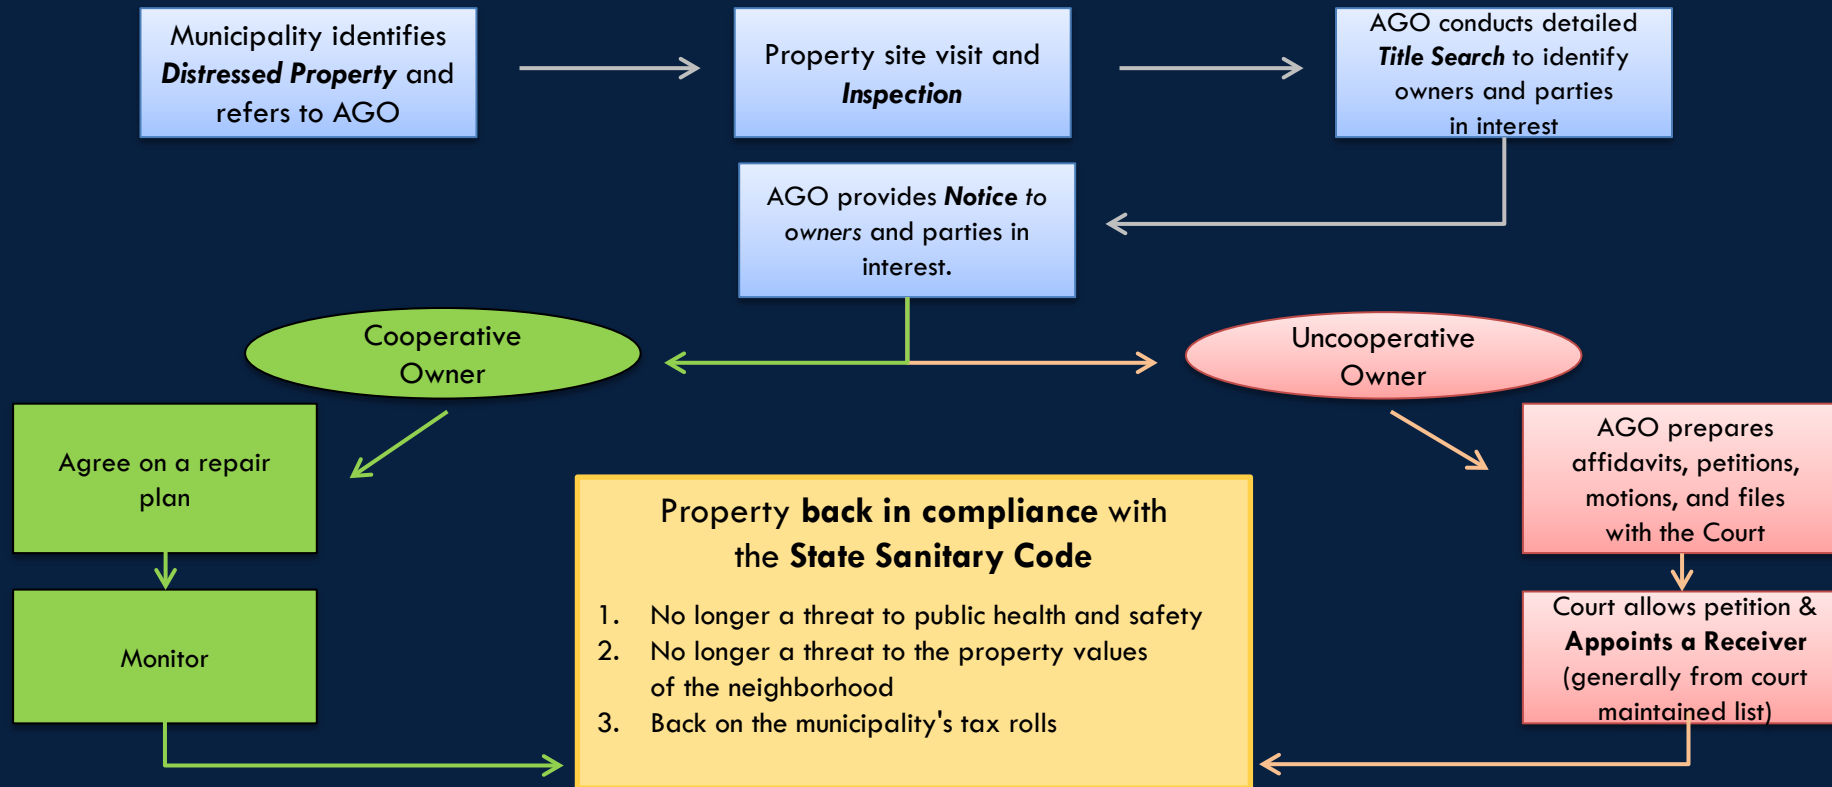 Municipality identifies
Distressed Property and
refers to AGO
Property site visit and
Inspection
AGO conducts detailed
Title Search to identify
owners and parties
in interest
AGO provides Notice to
owners and parties in
interest.
Cooperative
Owner
Uncooperative
Owner
Agree on a repair
plan
Monitor
Property back in compliance with
the State Sanitary Code
1. No longer a threat to public health and safety
2. No longer a threat to the property values
of the neighborhood
3. Back on the municipality's tax rolls
AGO prepares
affidavits, petitions,
motions, and files
with the Court
Court allows petition &
Appoints a Receiver
(generally from court
maintained list)